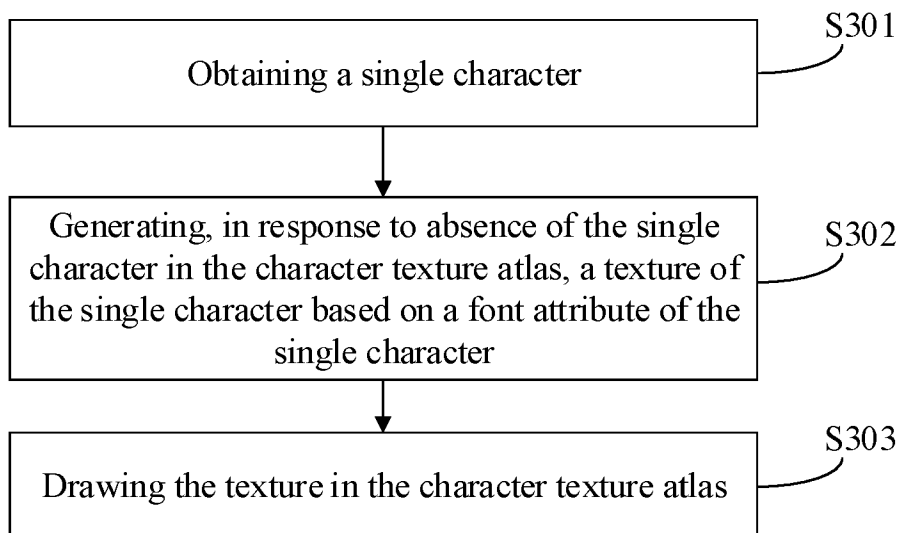 S301
Obtaining a single character
S302
Generating, in response to absence of the single
character in the character texture atlas, a texture of
the single character based on a font attribute of the
single character
S303
Drawing the texture in the character texture atlas